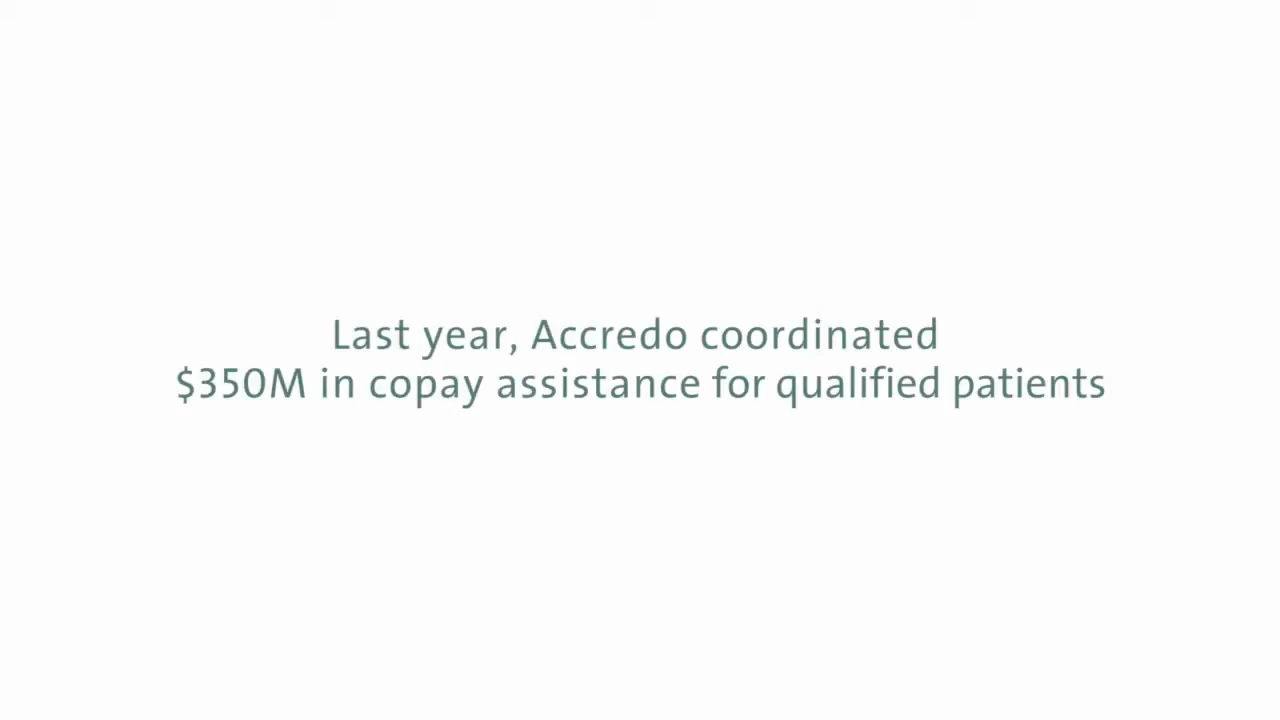 Last year, Accredo coordinated
$350M in copay assistance for qualified patients